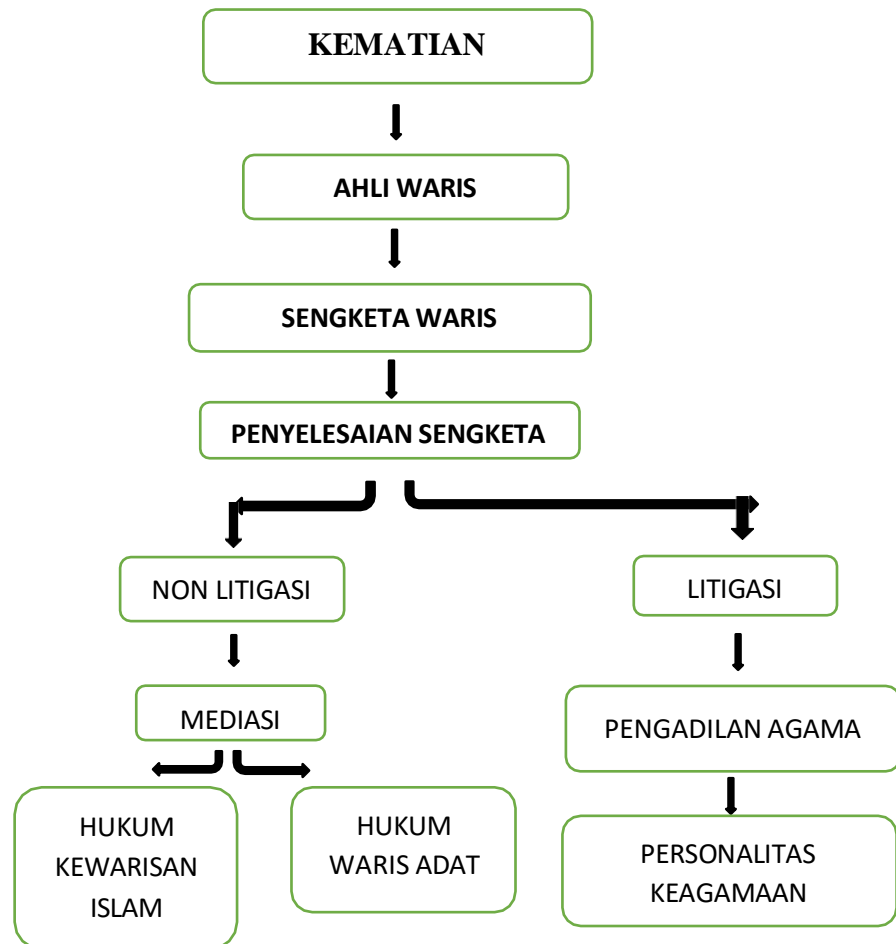 KEMATIAN
AHLI WARIS
SENGKETA WARIS
PENYELESAIAN SENGKETA
NON LITIGASI
LITIGASI
MEDIASI
PENGADILAN AGAMA
HUKUM
KEWARISAN
ISLAM
HUKUM
WARIS ADAT
PERSONALITAS
KEAGAMAAN